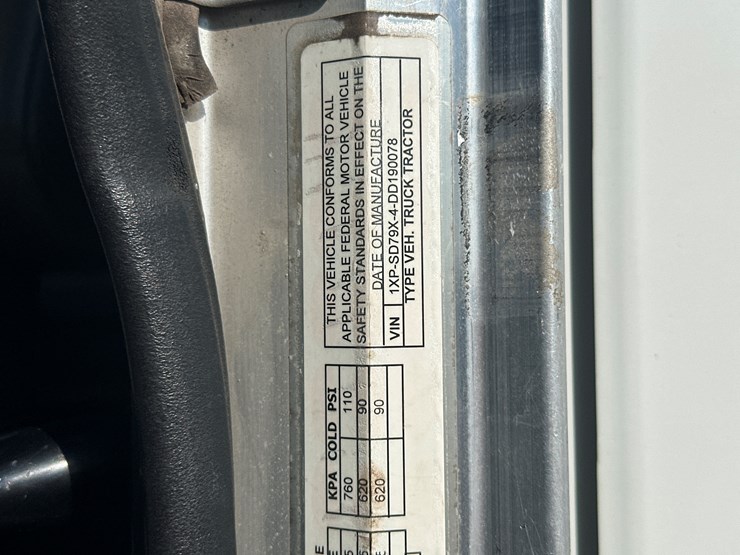 THIS VEHICLE CONFORMS TO ALL
APPLICABLE FEDERAL MOTOR VEHICLE
SAFETY STANDARDS IN EFFECT ON THE
DATE OF MANUFACTURE
VIN 1XP-SD79X-4-DD190078
TYPE VEH. TRUCK TRACTOR
KPA COLD PSI
760 110
620 90
620 90